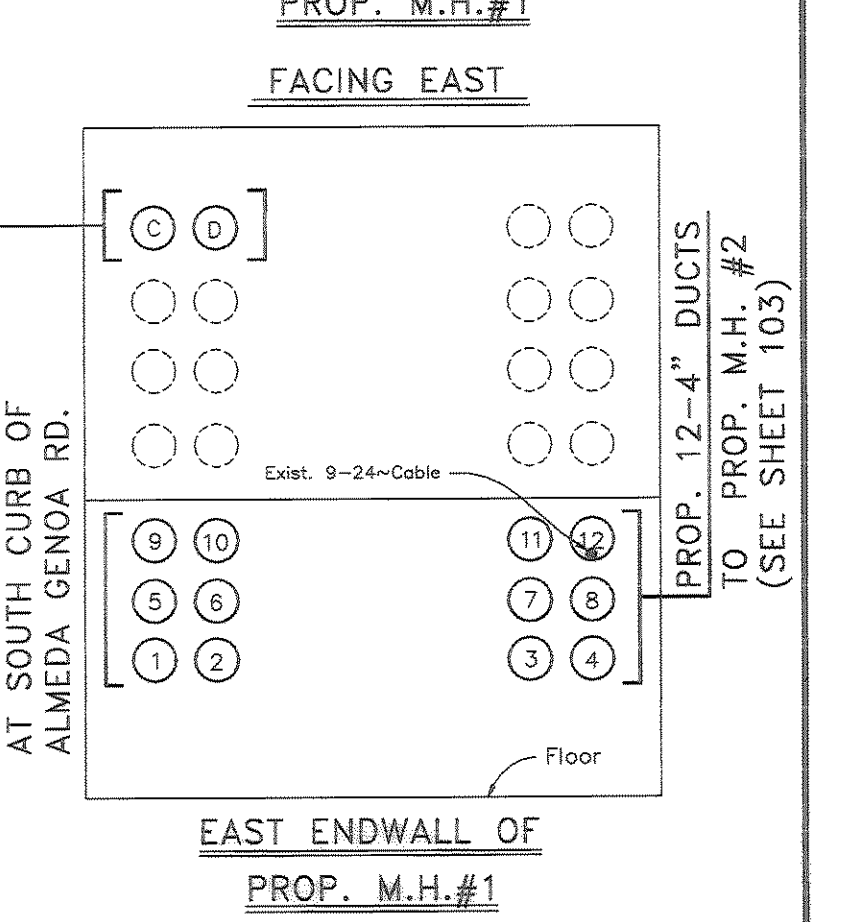 PROP. M.H.#1
FACING EAST
C D
Exist. 9-24~Cable
9 10 11 12
5 6 7 8
1 2 3 4
Floor
AT SOUTH CURB OF
ALMEDA GENOA RD.
PROP. 12-4" DUCTS
TO PROP. M.H. #2
(SEE SHEET 103)
EAST ENDWALL OF
PROP. M.H.#1